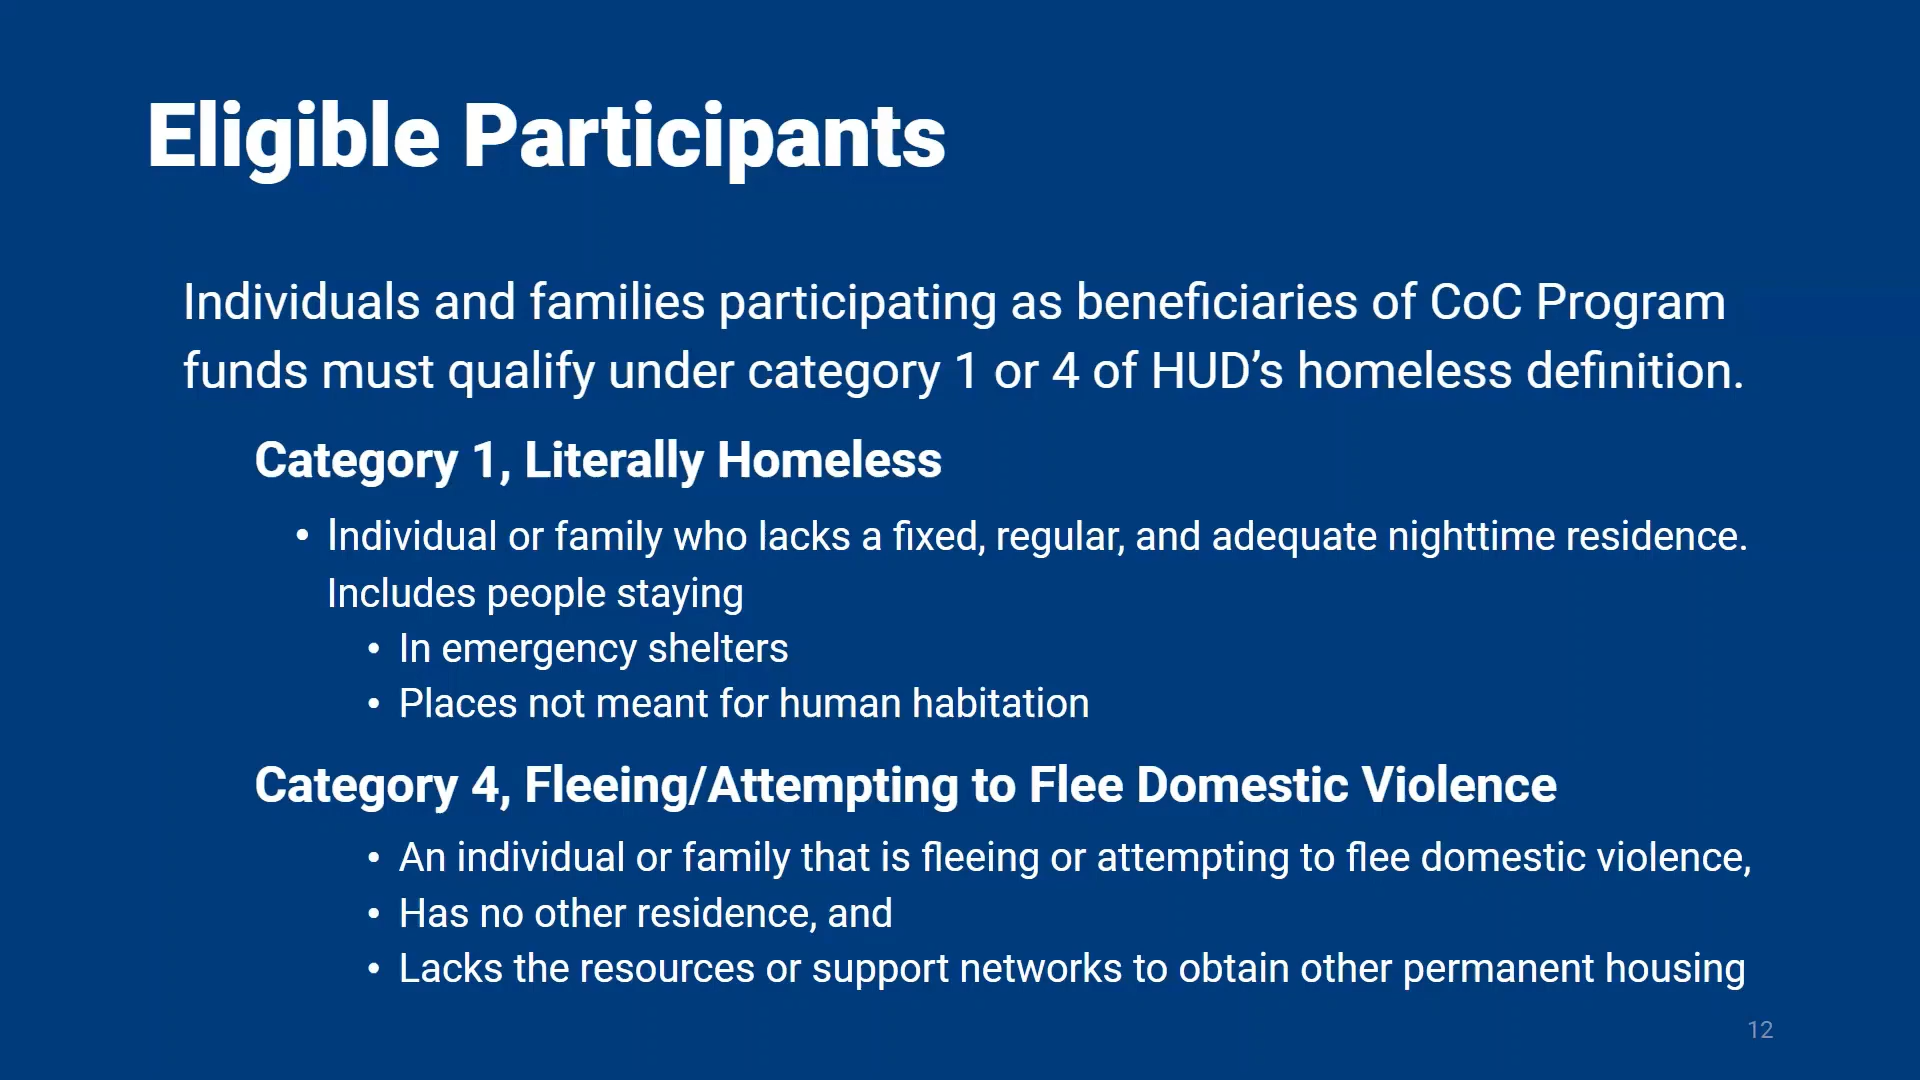 Eligible Participants
Individuals and families participating as beneficiaries of CoC Program
funds must qualify under category 1 or 4 of HUD’s homeless definition.
Category 1, Literally Homeless
• Individual or family who lacks a fixed, regular, and adequate nighttime residence.
Includes people staying
• In emergency shelters
• Places not meant for human habitation
Category 4, Fleeing/Attempting to Flee Domestic Violence
• An individual or family that is fleeing or attempting to flee domestic violence,
• Has no other residence, and
• Lacks the resources or support networks to obtain other permanent housing
12